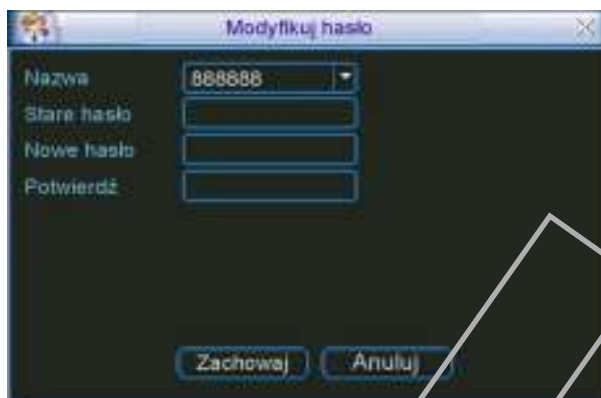 Modyfikuj hasło
Nazwa 888888
Stare hasło
Nowe hasło
Potwierdź
Zachowaj Anuluj